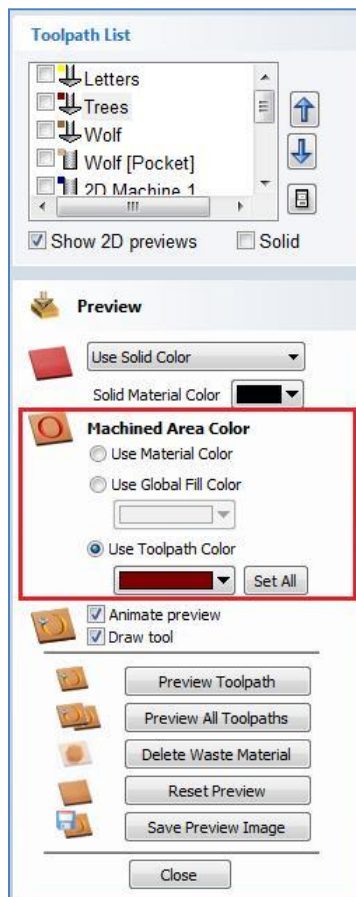 Toolpath List
Letters
Trees
Wolf
Wolf [Pocket]
2D Machine 1
Show 2D previews Solid
Preview
Use Solid Color
Solid Material Color
Machined Area Color
Use Material Color
Use Global Fill Color
Use Toolpath Color
Set All
Animate preview
Draw tool
Preview Toolpath
Preview All Toolpaths
Delete Waste Material
Reset Preview
Save Preview Image
Close